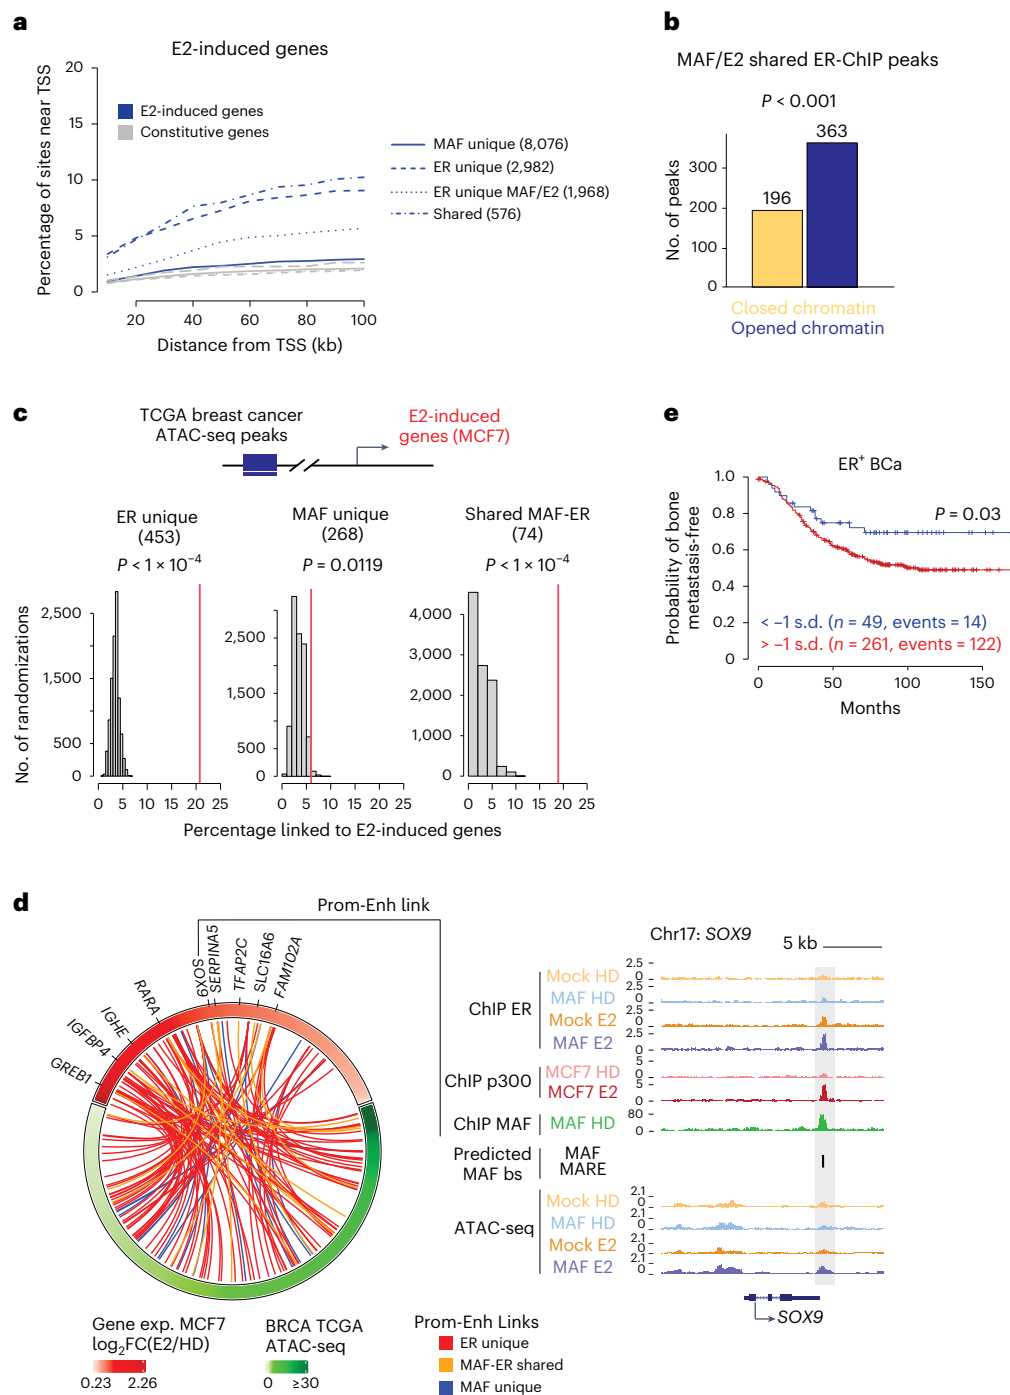 a
E2-induced genes
Percentage of sites near TSS
20
15
10
5
0
E2-induced genes
Constitutive genes
MAF unique (8,076)
ER unique (2,982)
ER unique MAF/E2 (1,968)
Shared (576)
20 40 60 80 100
Distance from TSS (kb)
b
MAF/E2 shared ER-ChIP peaks
P < 0.001
No. of peaks
300
200
100
0
196
363
Closed chromatin
Opened chromatin
c
TCGA breast cancer
ATAC-seq peaks
E2-induced
genes (MCF7)
ER unique
(453)
P < 1 × 10⁻⁴
MAF unique
(268)
P = 0.0119
Shared MAF-ER
(74)
P < 1 × 10⁻⁴
No. of randomizations
2,500
1,500
500
0
2,500
1,500
500
0
4,000
3,000
2,000
1,000
0
0 5 10 15 20 25
0 5 10 15 20 25
0 5 10 15 20 25
Percentage linked to E2-induced genes
e
ER⁺ BCa
Probability of bone
metastasis-free
1.0
0.8
0.6
0.4
0.2
0
P = 0.03
< –1 s.d. (n = 49, events = 14)
> –1 s.d. (n = 261, events = 122)
0 50 100 150
Months
d
Prom-Enh link
GREB1
IGFBP4
IGHE
RARA
SOX9
SERPINA5
TFAP2C
SLC16A6
FAM102A
Gene exp. MCF7
log₂FC(E2/HD)
0.23 2.26
BRCA TCGA
ATAC-seq
0 ≥30
Prom-Enh Links
ER unique
MAF-ER shared
MAF unique
Chr17: SOX9
5 kb
ChIP ER
Mock HD
2.5
0
MAF HD
2.5
0
Mock E2
2.5
0
MAF E2
2.5
0
ChIP p300
MCF7 HD
5
0
MCF7 E2
5
0
ChIP MAF
MAF HD
80
0
Predicted
MAF bs
MAF
MARE
ATAC-seq
Mock HD
2.1
0
MAF HD
2.1
0
Mock E2
2.1
0
MAF E2
2.1
0
SOX9